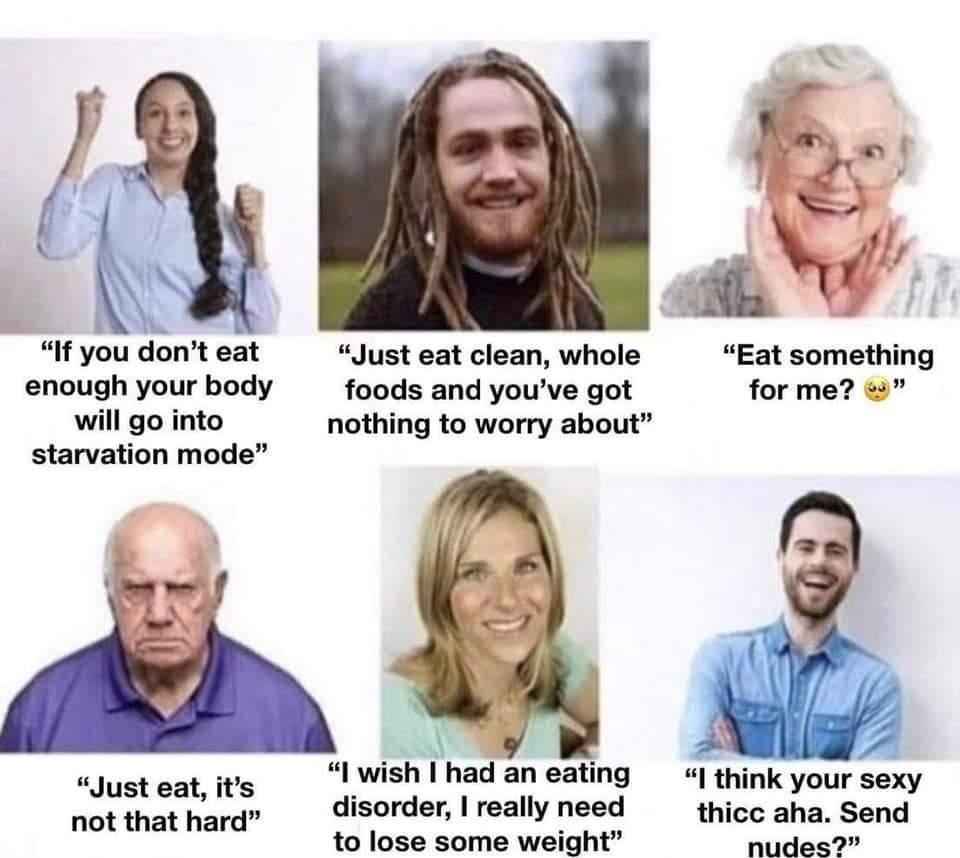 “If you don’t eat
enough your body
will go into
starvation mode”
“Just eat clean, whole
foods and you’ve got
nothing to worry about”
“Eat something
for me? 🥺”
“Just eat, it’s
not that hard”
“I wish I had an eating
disorder, I really need
to lose some weight”
“I think your sexy
thicc aha. Send
nudes?”